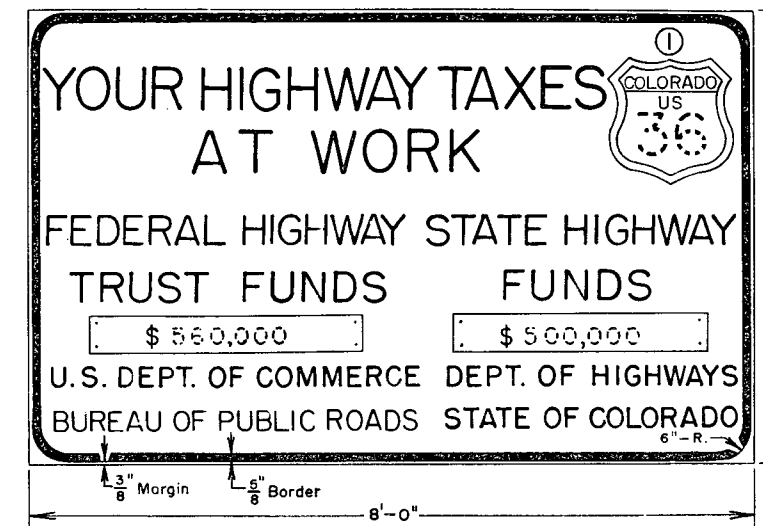 ①
YOUR HIGHWAY TAXES
AT WORK
COLORADO
US
36
FEDERAL HIGHWAY
TRUST FUNDS
$ 560,000
U.S. DEPT. OF COMMERCE
BUREAU OF PUBLIC ROADS
STATE HIGHWAY
FUNDS
$ 500,000
DEPT. OF HIGHWAYS
STATE OF COLORADO
6"-R.
3/8" Margin
5/8" Border
8'-0"